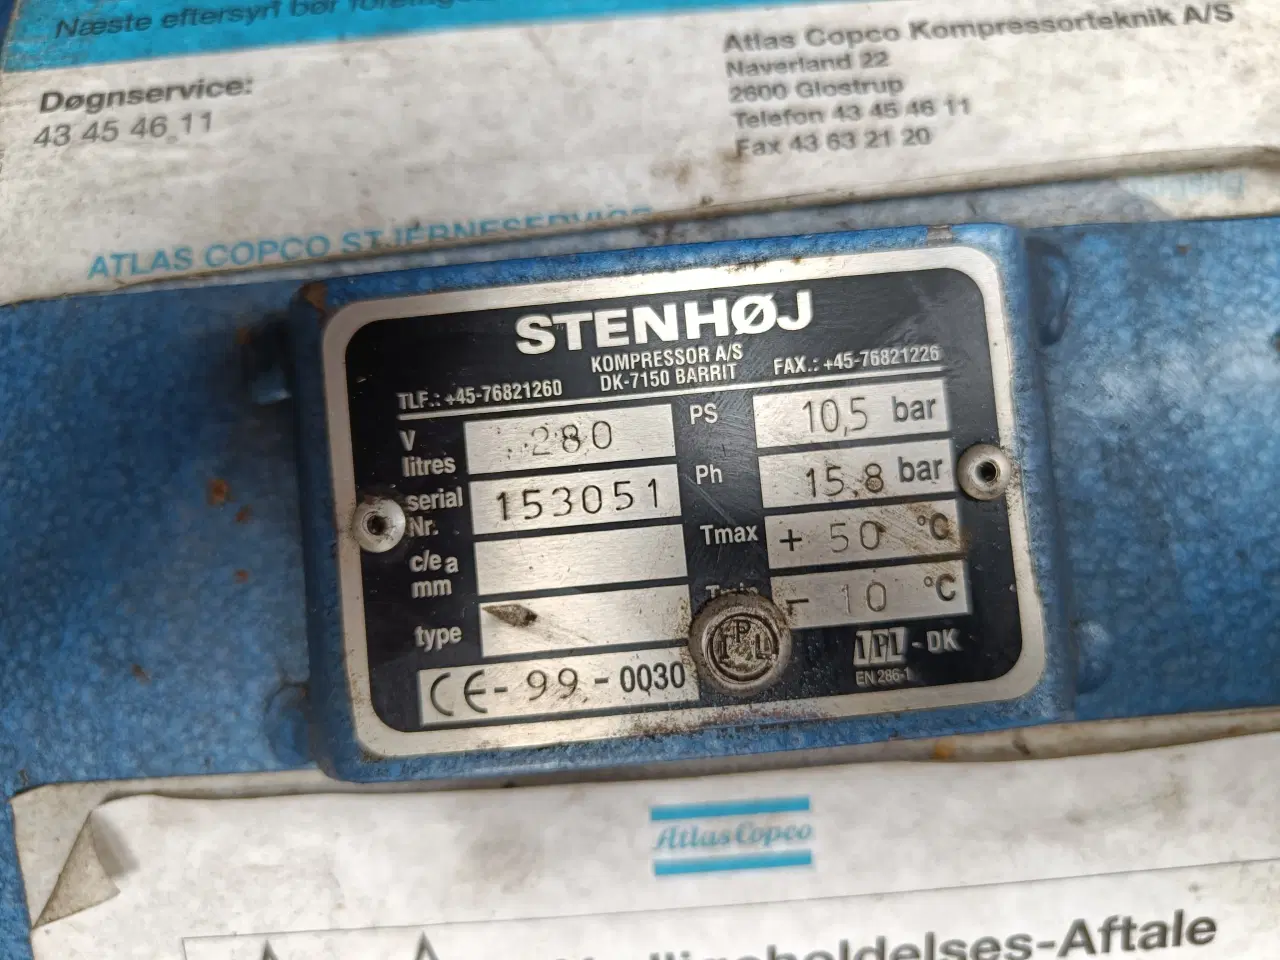 Næste eftersyn bør
Døgnservice:
43 45 46 11
Atlas Copco Kompressorteknik A/S
Naverland 22
2600 Glostrup
Telefon 43 45 46 11
Fax 43 63 21 20
ATLAS COPCO STJERNESERVICE
STENHØJ
KOMPRESSOR A/S
TLF.: +45-76821260 DK-7150 BARRIT FAX.: +45-76821226
V litres 280 PS 10,5 bar
serial Nr. 153051 Ph 15.8 bar
c/e a mm Tmax + 50 °C
type Tmin - 10 °C
CE - 99 - 0030 IPL IPL - DK
EN 286-1
Atlas Copco
Vedligeholdelses-Aftale